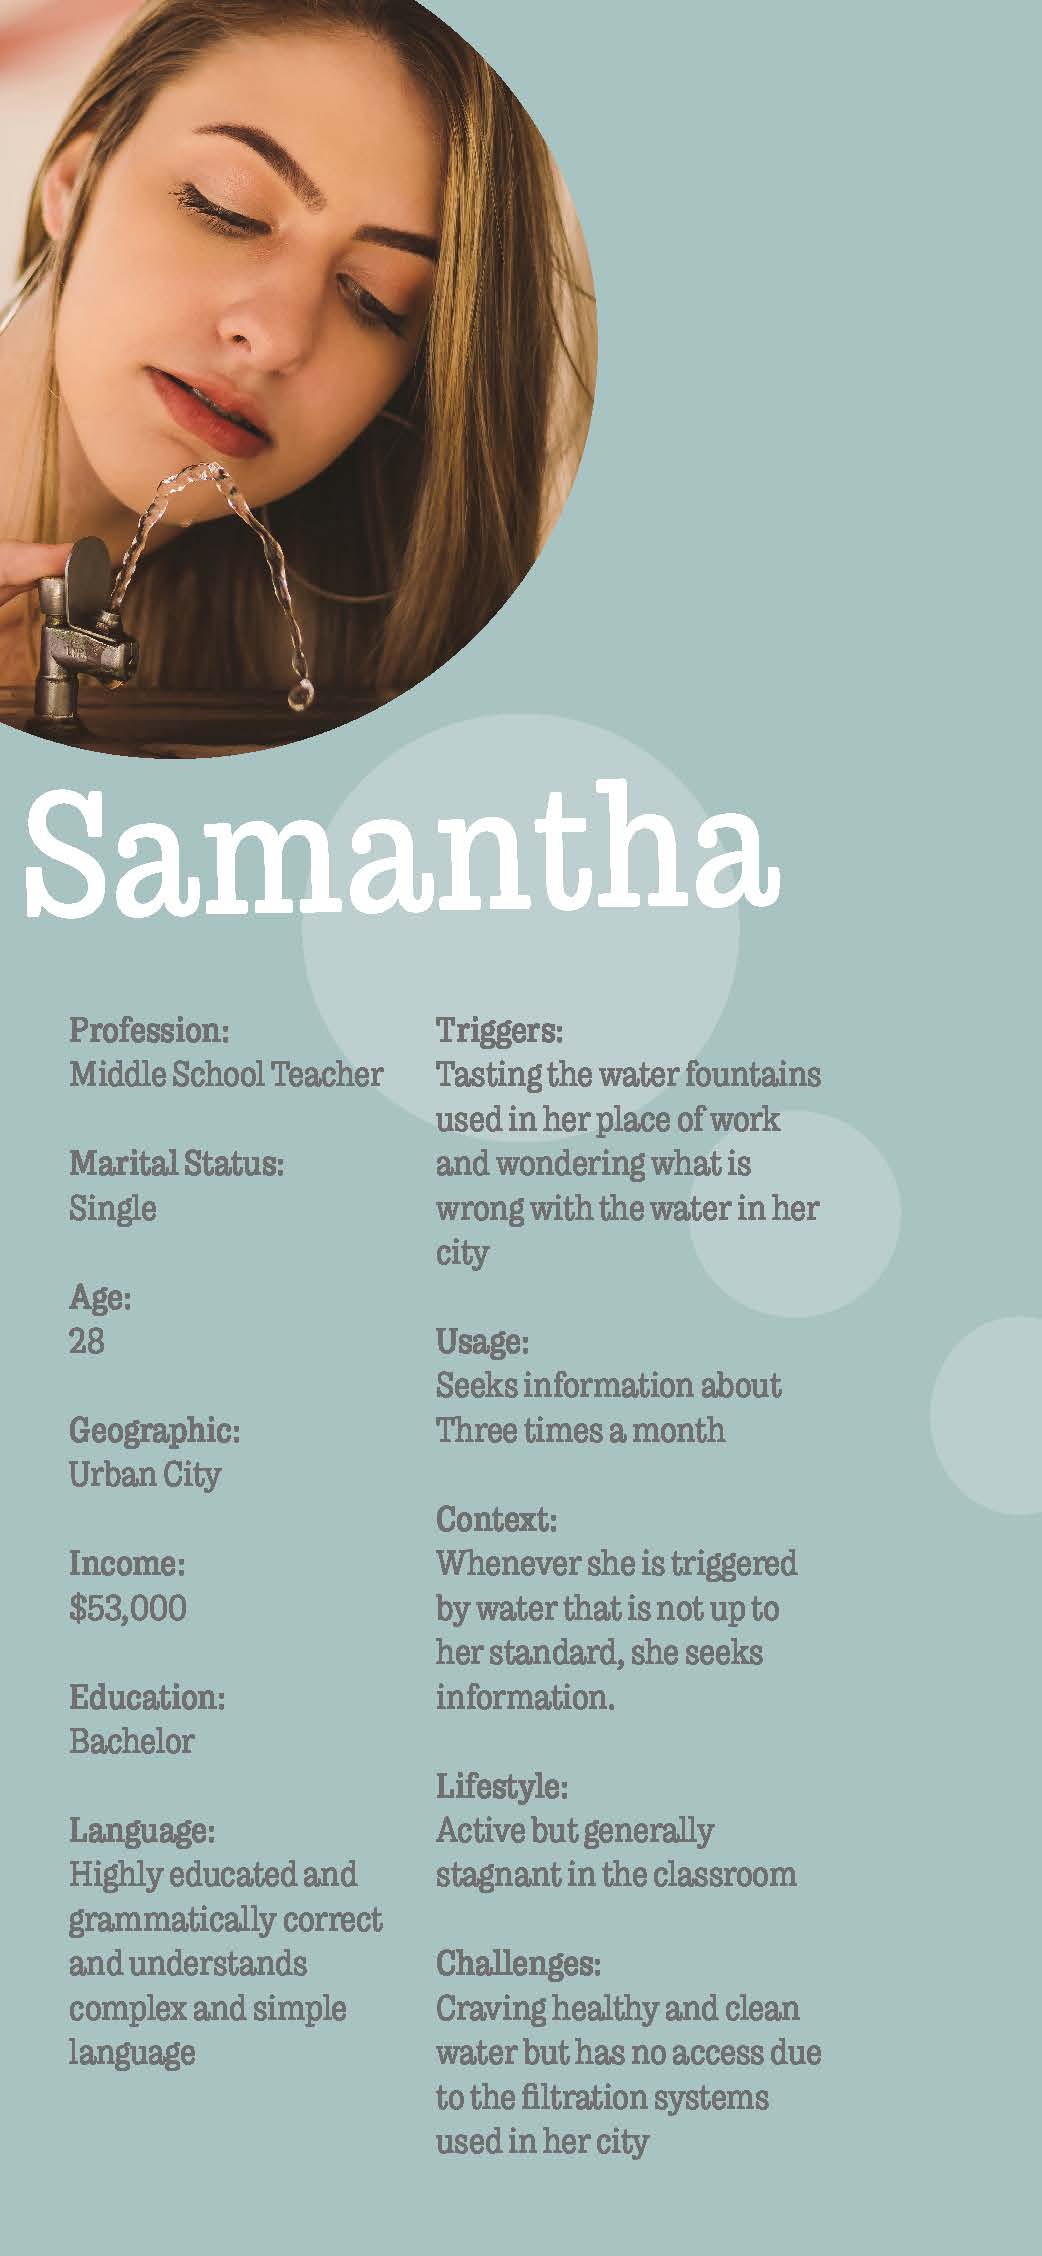 Samantha
Profession:
Middle School Teacher
Marital Status:
Single
Age:
28
Geographic:
Urban City
Income:
$53,000
Education:
Bachelor
Language:
Highly educated and
grammatically correct
and understands
complex and simple
language
Triggers:
Tasting the water fountains
used in her place of work
and wondering what is
wrong with the water in her
city
Usage:
Seeks information about
Three times a month
Context:
Whenever she is triggered
by water that is not up to
her standard, she seeks
information.
Lifestyle:
Active but generally
stagnant in the classroom
Challenges:
Craving healthy and clean
water but has no access due
to the filtration systems
used in her city